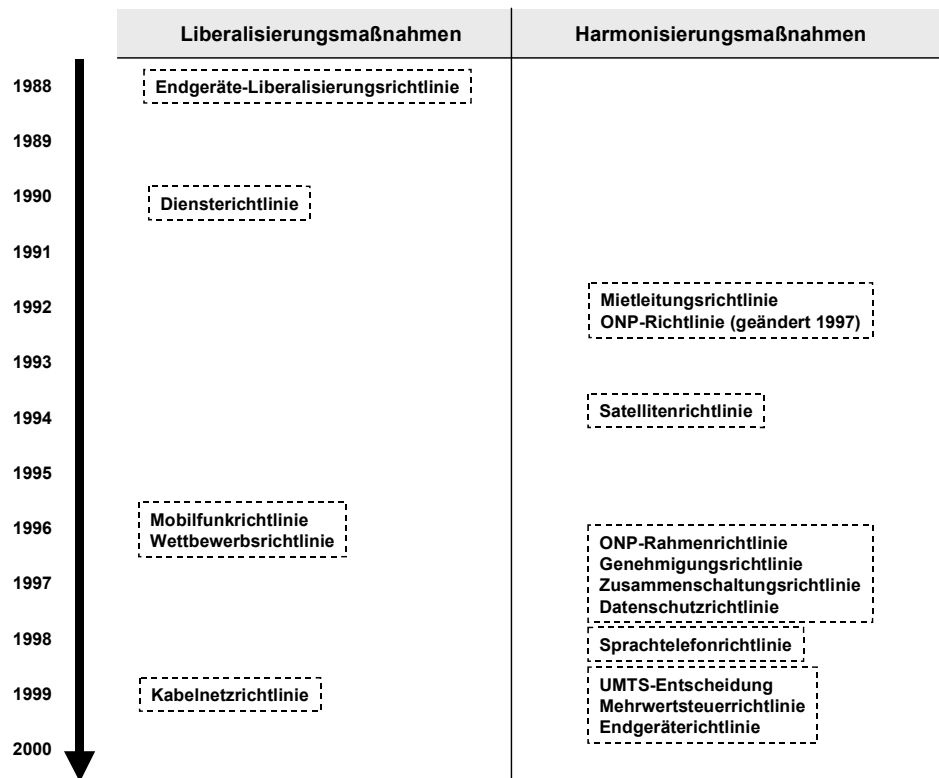 Liberalisierungsmaßnahmen
Harmonisierungsmaßnahmen
1988
Endgeräte-Liberalisierungsrichtlinie
1989
1990
Diensterichtlinie
1991
1992
Mietleitungsrichtlinie
ONP-Richtlinie (geändert 1997)
1993
1994
Satellitenrichtlinie
1995
1996
Mobilfunkrichtlinie
Wettbewerbsrichtlinie
ONP-Rahmenrichtlinie
Genehmigungsrichtlinie
Zusammenschaltungsrichtlinie
Datenschutzrichtlinie
1997
1998
Sprachtelefonrichtlinie
1999
Kabelnetzrichtlinie
UMTS-Entscheidung
Mehrwertsteuerrichtlinie
Endgeräterichtlinie
2000